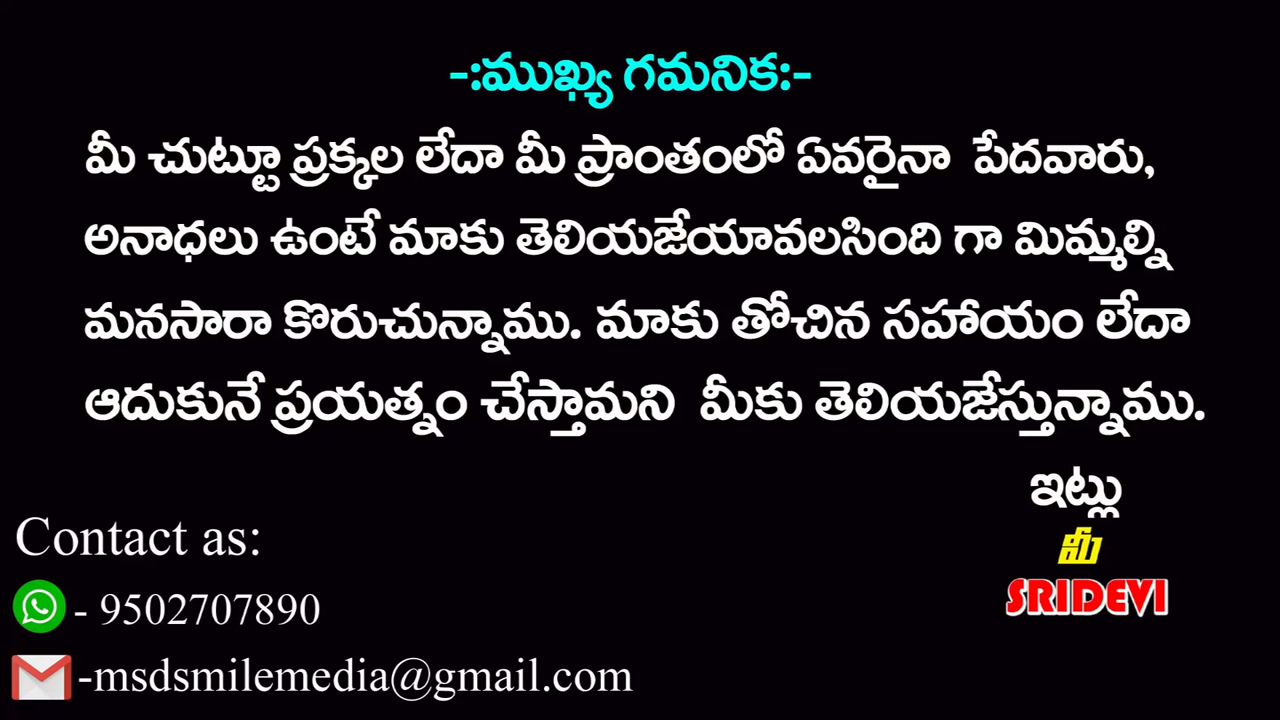 -:ముఖ్య గమనిక:-
మీ చుట్టూ ప్రక్కల లేదా మీ ప్రాంతంలో ఏవరైనా పేదవారు,
అనాధలు ఉంటే మాకు తెలియజేయావలసింది గా మిమ్మల్ని
మనసారా కొరుచున్నాము. మాకు తోచిన సహాయం లేదా
ఆదుకునే ప్రయత్నం చేస్తామని మీకు తెలియజేస్తున్నాము.
ఇట్లు
మీ
SRIDEVI
Contact as:
- 9502707890
-msdsmilemedia@gmail.com